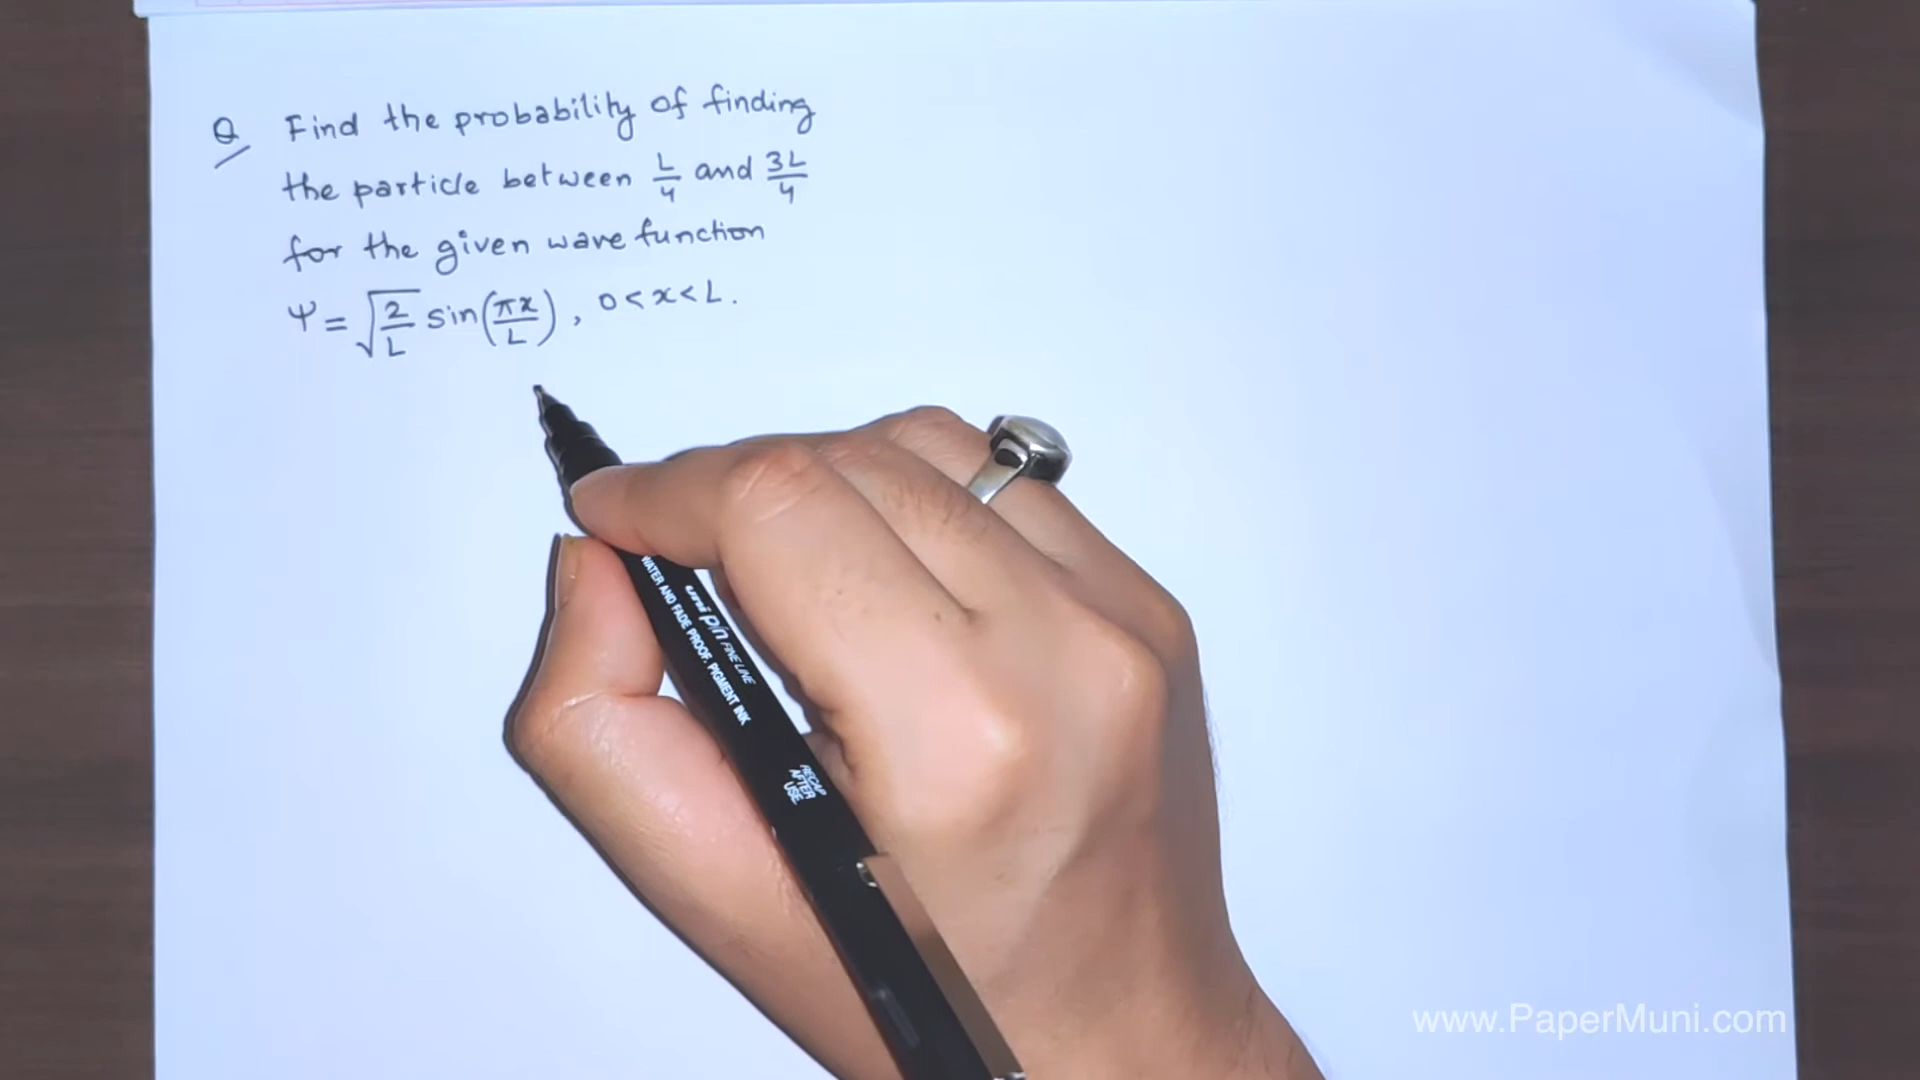 Q Find the probability of finding
the particle between L/4 and 3L/4
for the given wave function
Ψ = √(2/L) sin(πx/L), 0 < x < L.
WATER AND FADE PROOF. PIGMENT INK
uni pin FINE LINE
RECAP
AFTER
USE
www.PaperMuni.com